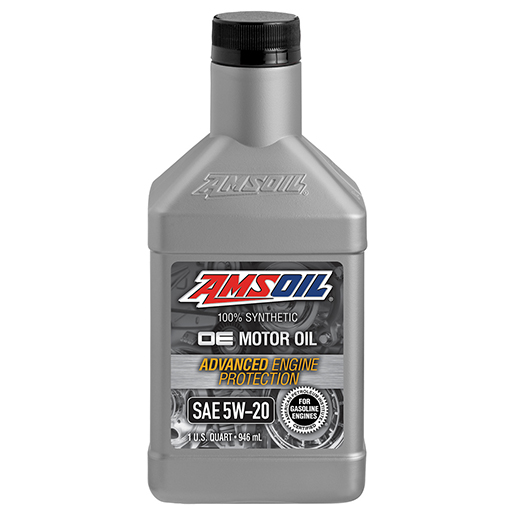 AMSOIL®
AMSOIL
100% SYNTHETIC
OE MOTOR OIL
ADVANCED ENGINE
PROTECTION
SAE 5W-20
FOR
GASOLINE
ENGINES
1 U.S. QUART • 946 mL